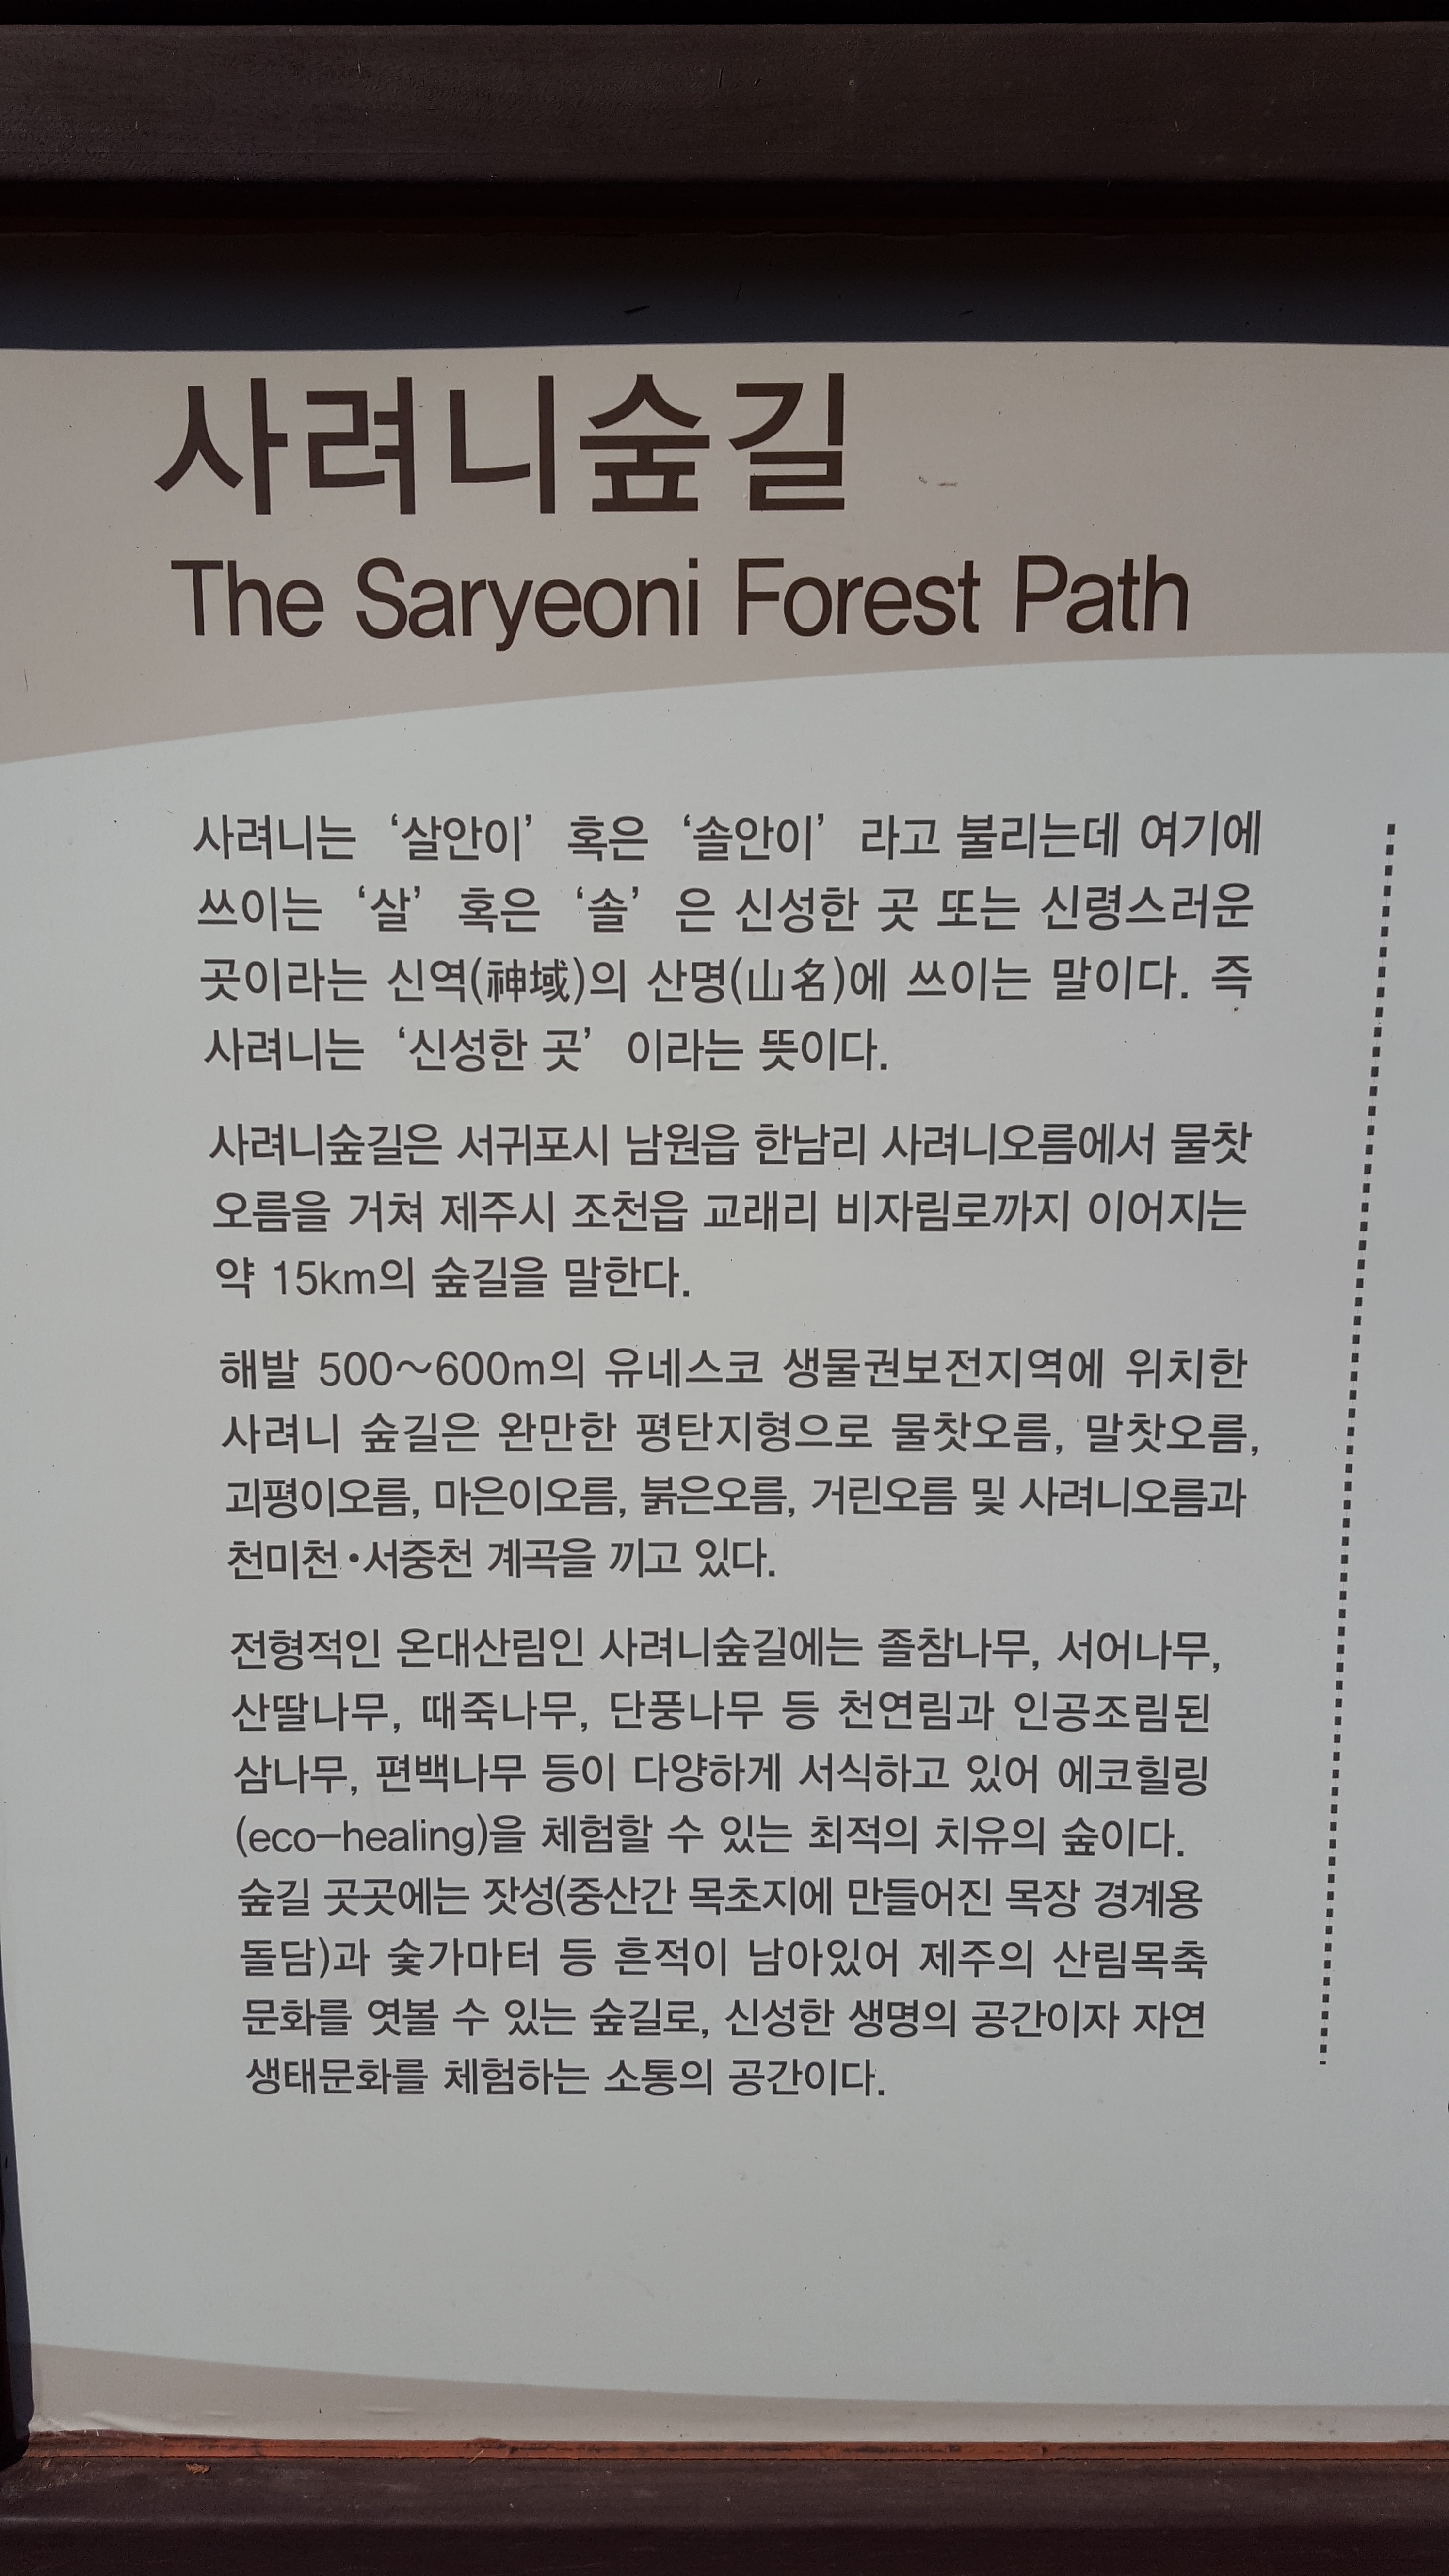 사려니숲길
The Saryeoni Forest Path
사려니는 ‘살안이’ 혹은 ‘솔안이’ 라고 불리는데 여기에
쓰이는 ‘살’ 혹은 ‘솔’ 은 신성한 곳 또는 신령스러운
곳이라는 신역(神域)의 산명(山名)에 쓰이는 말이다. 즉
사려니는 ‘신성한 곳’ 이라는 뜻이다.
사려니숲길은 서귀포시 남원읍 한남리 사려니오름에서 물찻
오름을 거쳐 제주시 조천읍 교래리 비자림로까지 이어지는
약 15km의 숲길을 말한다.
해발 500~600m의 유네스코 생물권보전지역에 위치한
사려니 숲길은 완만한 평탄지형으로 물찻오름, 말찻오름,
괴평이오름, 마은이오름, 붉은오름, 거린오름 및 사려니오름과
천미천•서중천 계곡을 끼고 있다.
전형적인 온대산림인 사려니숲길에는 졸참나무, 서어나무,
산딸나무, 때죽나무, 단풍나무 등 천연림과 인공조림된
삼나무, 편백나무 등이 다양하게 서식하고 있어 에코힐링
(eco-healing)을 체험할 수 있는 최적의 치유의 숲이다.
숲길 곳곳에는 잣성(중산간 목초지에 만들어진 목장 경계용
돌담)과 숯가마터 등 흔적이 남아있어 제주의 산림목축
문화를 엿볼 수 있는 숲길로, 신성한 생명의 공간이자 자연
생태문화를 체험하는 소통의 공간이다.